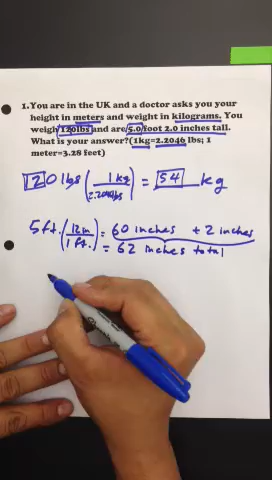 1.You are in the UK and a doctor asks you your
height in meters and weight in kilograms. You
weigh 120lbs and are 5.0 foot 2.0 inches tall.
What is your answer? (1kg=2.2046 lbs; 1
meter=3.28 feet)
120 lbs (1 kg / 2.2046 lbs) = 54 kg
5 ft. (12 in / 1 ft.) = 60 inches + 2 inches
= 62 inches total